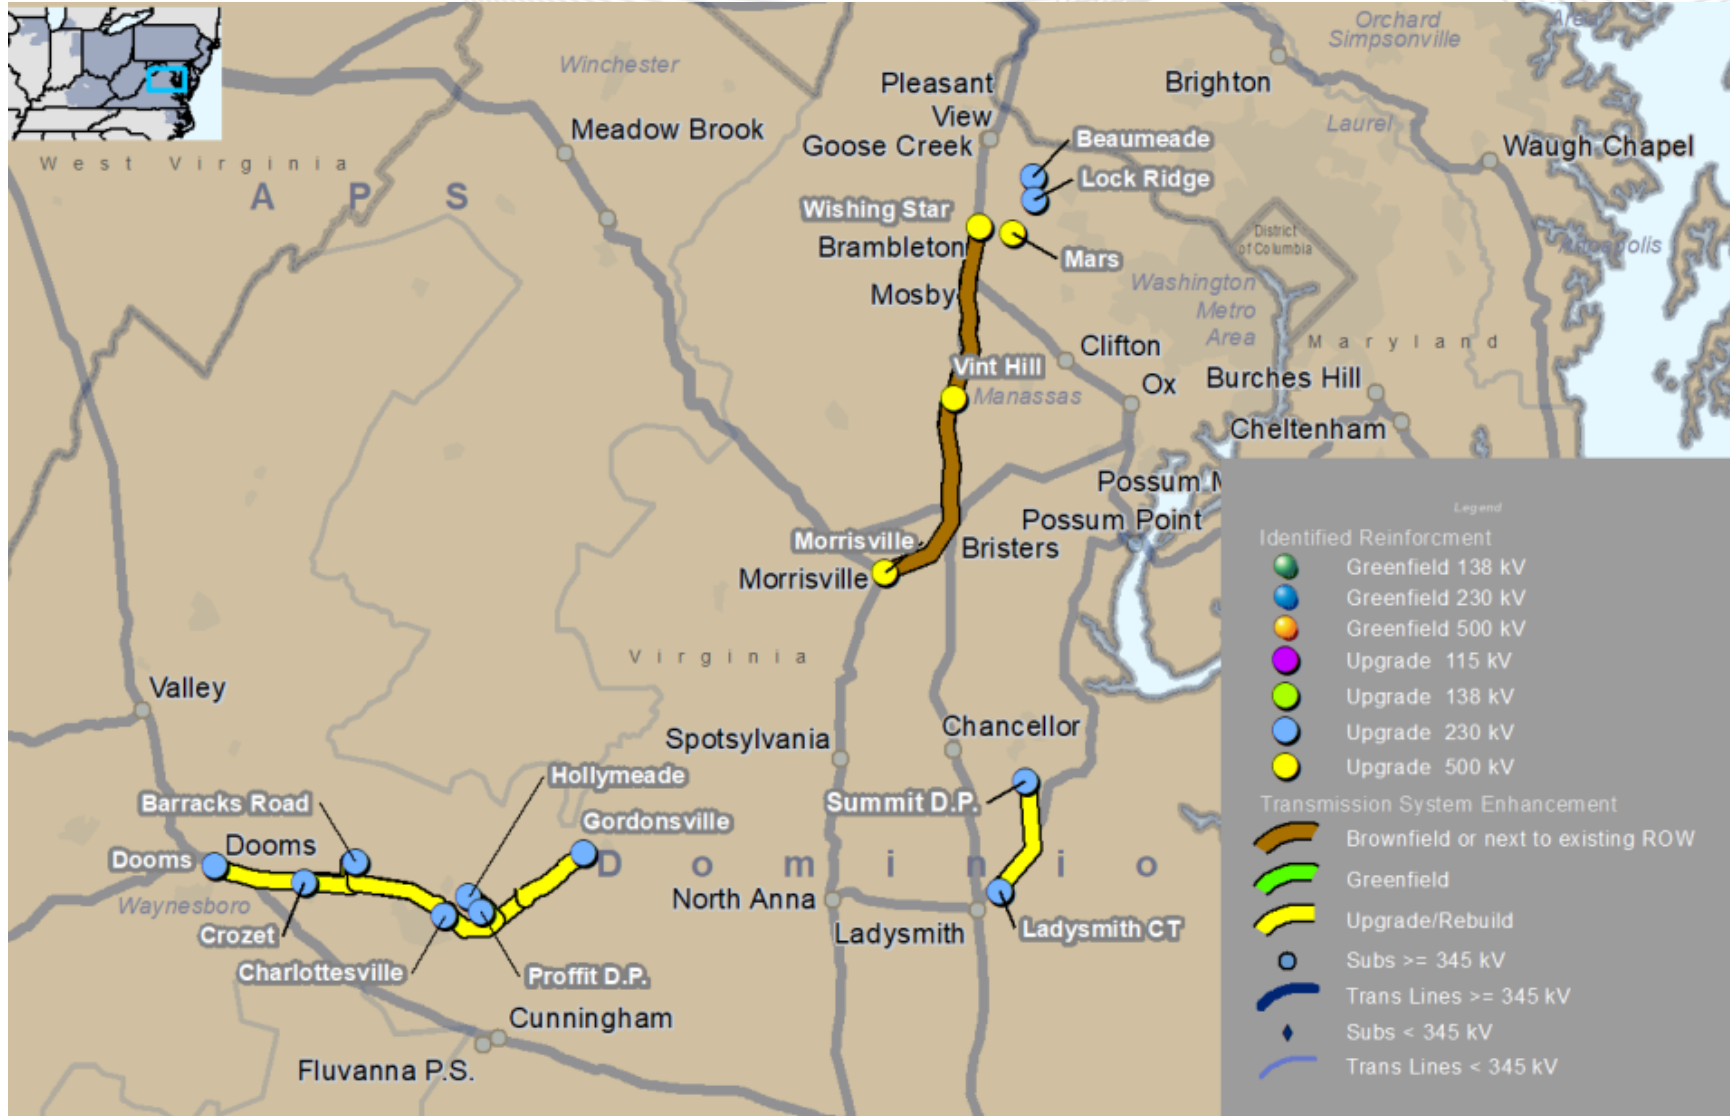 Orchard
Simpsonville
Area
Winchester
Pleasant
View
Brighton
Goose Creek
Meadow Brook
Beaumeade
Laurel
Waugh Chapel
West Virginia
A P S
Lock Ridge
Wishing Star
District
of Columbia
Brambleton
Mars
Mosby
Washington
Metro
Area
Maryland
Clifton
Vint Hill
Manassas
Ox
Burches Hill
Cheltenham
Possum
Possum Point
Morrisville
Bristers
Morrisville
Virginia
Valley
Spotsylvania
Chancellor
Hollymeade
Barracks Road
Summit D.P.
Gordonsville
Dooms
Dooms
D o m i n i o
Waynesboro
Crozet
North Anna
Ladysmith
Ladysmith CT
Charlottesville
Proffit D.P.
Cunningham
Fluvanna P.S.
Legend
Identified Reinforcment
Greenfield 138 kV
Greenfield 230 kV
Greenfield 500 kV
Upgrade 115 kV
Upgrade 138 kV
Upgrade 230 kV
Upgrade 500 kV
Transmission System Enhancement
Brownfield or next to existing ROW
Greenfield
Upgrade/Rebuild
Subs >= 345 kV
Trans Lines >= 345 kV
Subs < 345 kV
Trans Lines < 345 kV